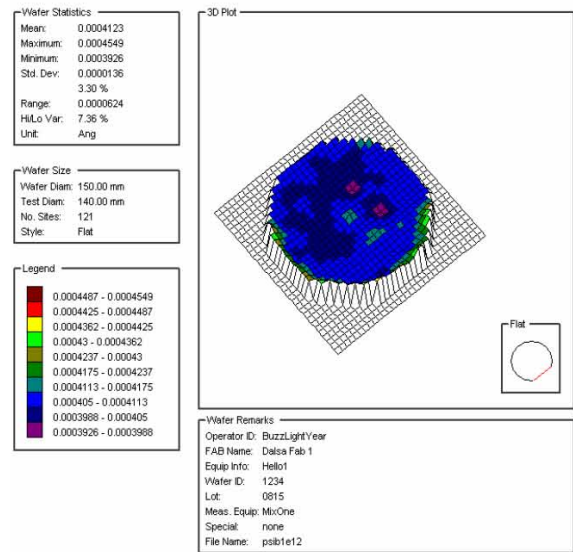 Wafer Statistics
Mean: 0.0004123
Maximum: 0.0004549
Minimum: 0.0003926
Std. Dev: 0.0000136
3.30 %
Range: 0.0000624
Hi/Lo Var: 7.36 %
Unit: Ang
Wafer Size
Wafer Diam: 150.00 mm
Test Diam: 140.00 mm
No. Sites: 121
Style: Flat
Legend
0.0004487 - 0.0004549
0.0004425 - 0.0004487
0.0004362 - 0.0004425
0.00043 - 0.0004362
0.0004237 - 0.00043
0.0004175 - 0.0004237
0.0004113 - 0.0004175
0.000405 - 0.0004113
0.0003988 - 0.000405
0.0003926 - 0.0003988
3D Plot
Flat
Wafer Remarks
Operator ID: BuzzLightYear
FAB Name: Dalsa Fab 1
Equip Info: Hello1
Wafer ID: 1234
Lot: 0815
Meas. Equip: MixOne
Special: none
File Name: psib1e12